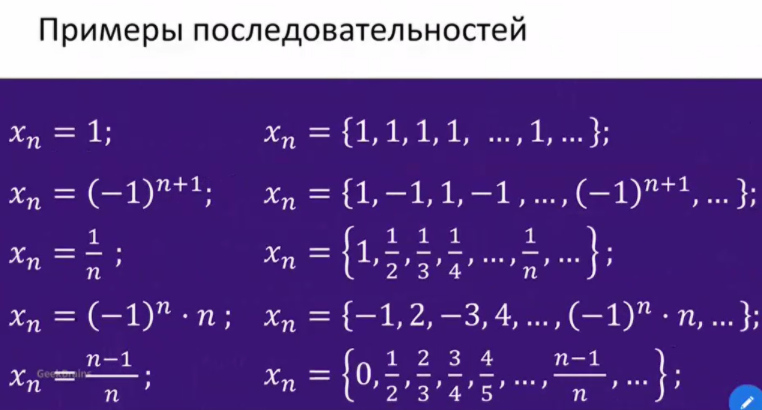 Примеры последовательностей
xₙ = 1; xₙ = {1, 1, 1, 1, …, 1, …};
xₙ = (−1)ⁿ⁺¹; xₙ = {1, −1, 1, −1, …, (−1)ⁿ⁺¹, …};
xₙ = 1/n; xₙ = {1, 1/2, 1/3, 1/4, …, 1/n, …};
xₙ = (−1)ⁿ · n; xₙ = {−1, 2, −3, 4, …, (−1)ⁿ · n, …};
xₙ = (n−1)/n; xₙ = {0, 1/2, 2/3, 3/4, 4/5, …, (n−1)/n, …};
GeekBrains